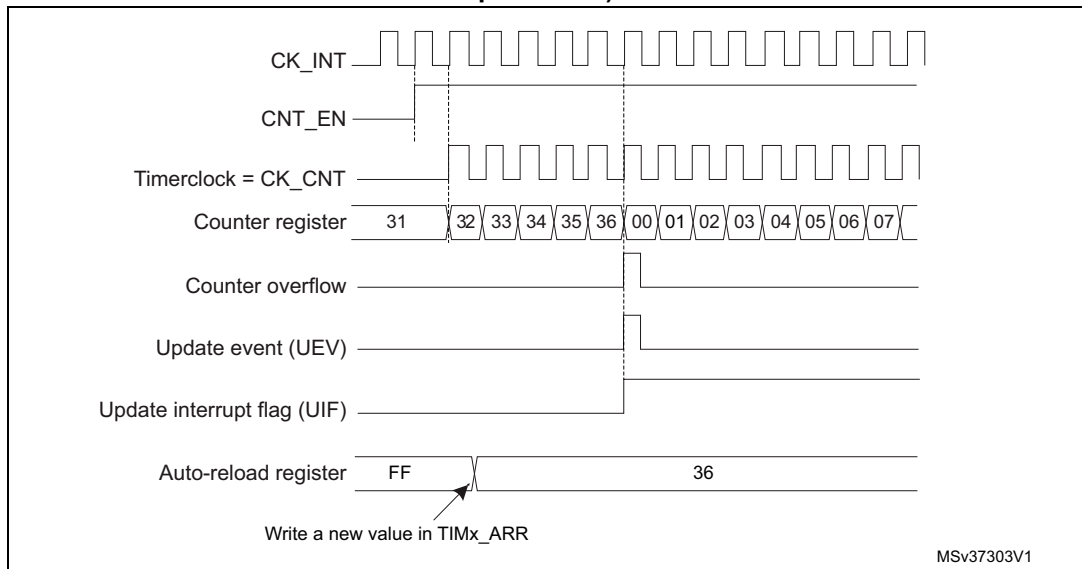 CK_INT
CNT_EN
Timerclock = CK_CNT
Counter register 31 32 33 34 35 36 00 01 02 03 04 05 06 07
Counter overflow
Update event (UEV)
Update interrupt flag (UIF)
Auto-reload register FF 36
Write a new value in TIMx_ARR
MSv37303V1